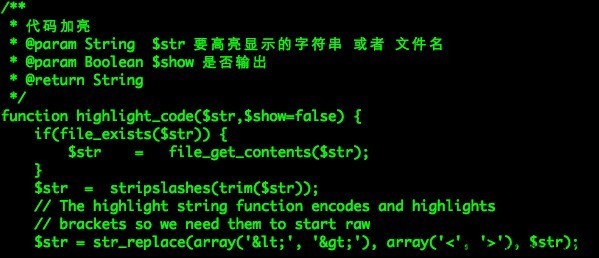 /**
 * 代码加亮
 * @param String  $str 要高亮显示的字符串 或者 文件名
 * @param Boolean $show 是否输出
 * @return String
 */
function highlight_code($str,$show=false) {
    if(file_exists($str)) {
        $str    =   file_get_contents($str);
    }
    $str  =  stripslashes(trim($str));
    // The highlight string function encodes and highlights
    // brackets so we need them to start raw
    $str = str_replace(array('&lt;', '&gt;'), array('<', '>'), $str);